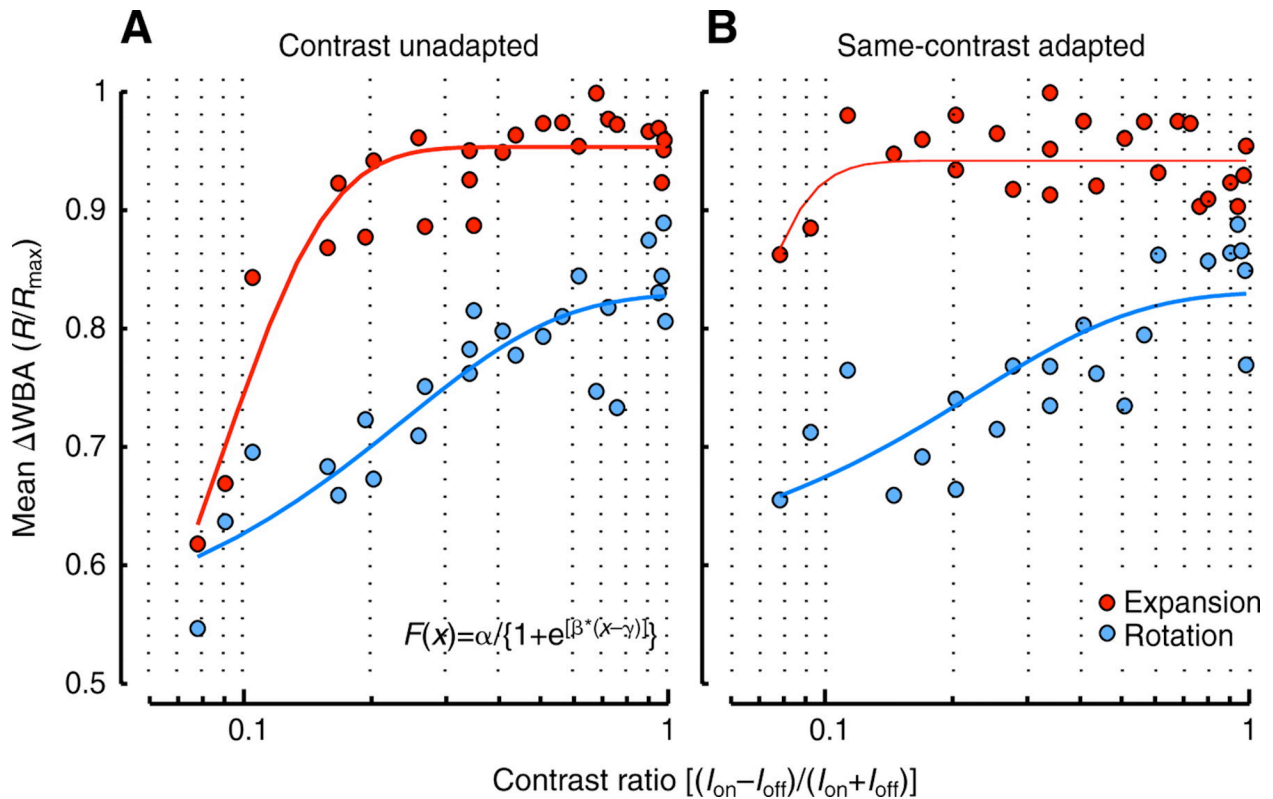 A
Contrast unadapted
B
Same-contrast adapted
Mean ΔWBA (R/Rmax)
1
0.9
0.8
0.7
0.6
0.5
F(x)=α/{1+e[β*(x−γ)]}
Expansion
Rotation
0.1
1
0.1
1
Contrast ratio [(Ion−Ioff)/(Ion+Ioff)]